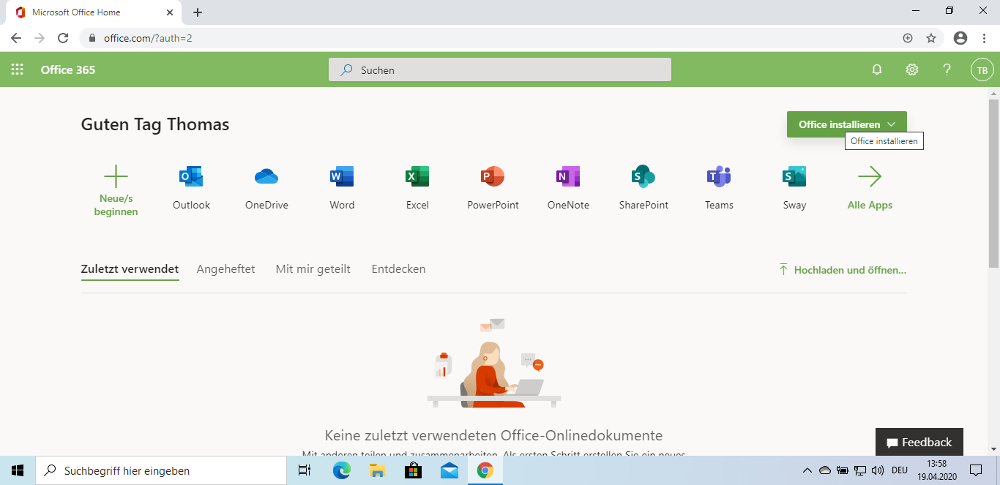 Microsoft Office Home
office.com/?auth=2
Office 365
Suchen
TB
Guten Tag Thomas
Office installieren
Office installieren
Neue/s
beginnen
Outlook
OneDrive
Word
Excel
PowerPoint
OneNote
SharePoint
Teams
Sway
Alle Apps
Zuletzt verwendet
Angeheftet
Mit mir geteilt
Entdecken
Hochladen und öffnen...
Keine zuletzt verwendeten Office-Onlinedokumente
Mit anderen teilen und zusammenarbeiten. Als ersten Schritt erstellen Sie ein neues
Feedback
Suchbegriff hier eingeben
DEU
13:58
19.04.2020